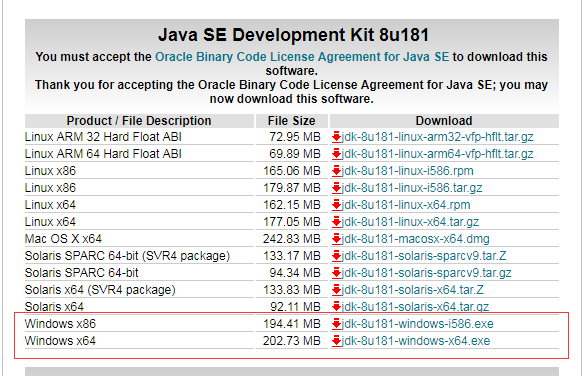 Java SE Development Kit 8u181
You must accept the Oracle Binary Code License Agreement for Java SE to download this
software.
Thank you for accepting the Oracle Binary Code License Agreement for Java SE; you may
now download this software.
Product / File Description File Size Download
Linux ARM 32 Hard Float ABI 72.95 MB jdk-8u181-linux-arm32-vfp-hflt.tar.gz
Linux ARM 64 Hard Float ABI 69.89 MB jdk-8u181-linux-arm64-vfp-hflt.tar.gz
Linux x86 165.06 MB jdk-8u181-linux-i586.rpm
Linux x86 179.87 MB jdk-8u181-linux-i586.tar.gz
Linux x64 162.15 MB jdk-8u181-linux-x64.rpm
Linux x64 177.05 MB jdk-8u181-linux-x64.tar.gz
Mac OS X x64 242.83 MB jdk-8u181-macosx-x64.dmg
Solaris SPARC 64-bit (SVR4 package) 133.17 MB jdk-8u181-solaris-sparcv9.tar.Z
Solaris SPARC 64-bit 94.34 MB jdk-8u181-solaris-sparcv9.tar.gz
Solaris x64 (SVR4 package) 133.83 MB jdk-8u181-solaris-x64.tar.Z
Solaris x64 92.11 MB jdk-8u181-solaris-x64.tar.gz
Windows x86 194.41 MB jdk-8u181-windows-i586.exe
Windows x64 202.73 MB jdk-8u181-windows-x64.exe